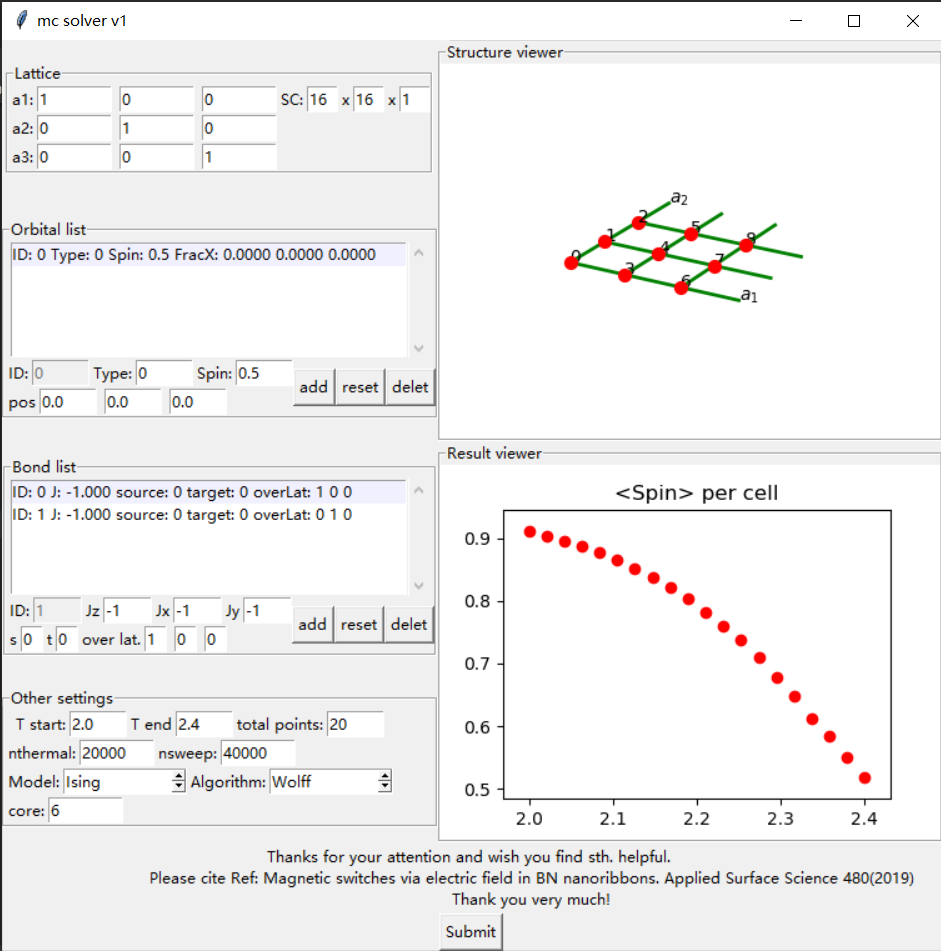 mc solver v1
Lattice
a1: 1 0 0 SC: 16 x 16 x 1
a2: 0 1 0
a3: 0 0 1
Orbital list
ID: 0 Type: 0 Spin: 0.5 FracX: 0.0000 0.0000 0.0000
ID: 0 Type: 0 Spin: 0.5
pos 0.0 0.0 0.0
add reset delet
Bond list
ID: 0 J: -1.000 source: 0 target: 0 overLat: 1 0 0
ID: 1 J: -1.000 source: 0 target: 0 overLat: 0 1 0
ID: 1 Jz -1 Jx -1 Jy -1
s 0 t 0 over lat. 1 0 0
add reset delet
Other settings
T start: 2.0 T end 2.4 total points: 20
nthermal: 20000 nsweep: 40000
Model: Ising Algorithm: Wolff
core: 6
Structure viewer
a2
2
5
8
1
4
7
0
3
6
a1
Result viewer
<Spin> per cell
0.9
0.8
0.7
0.6
0.5
2.0 2.1 2.2 2.3 2.4
Thanks for your attention and wish you find sth. helpful.
Please cite Ref: Magnetic switches via electric field in BN nanoribbons. Applied Surface Science 480(2019)
Thank you very much!
Submit